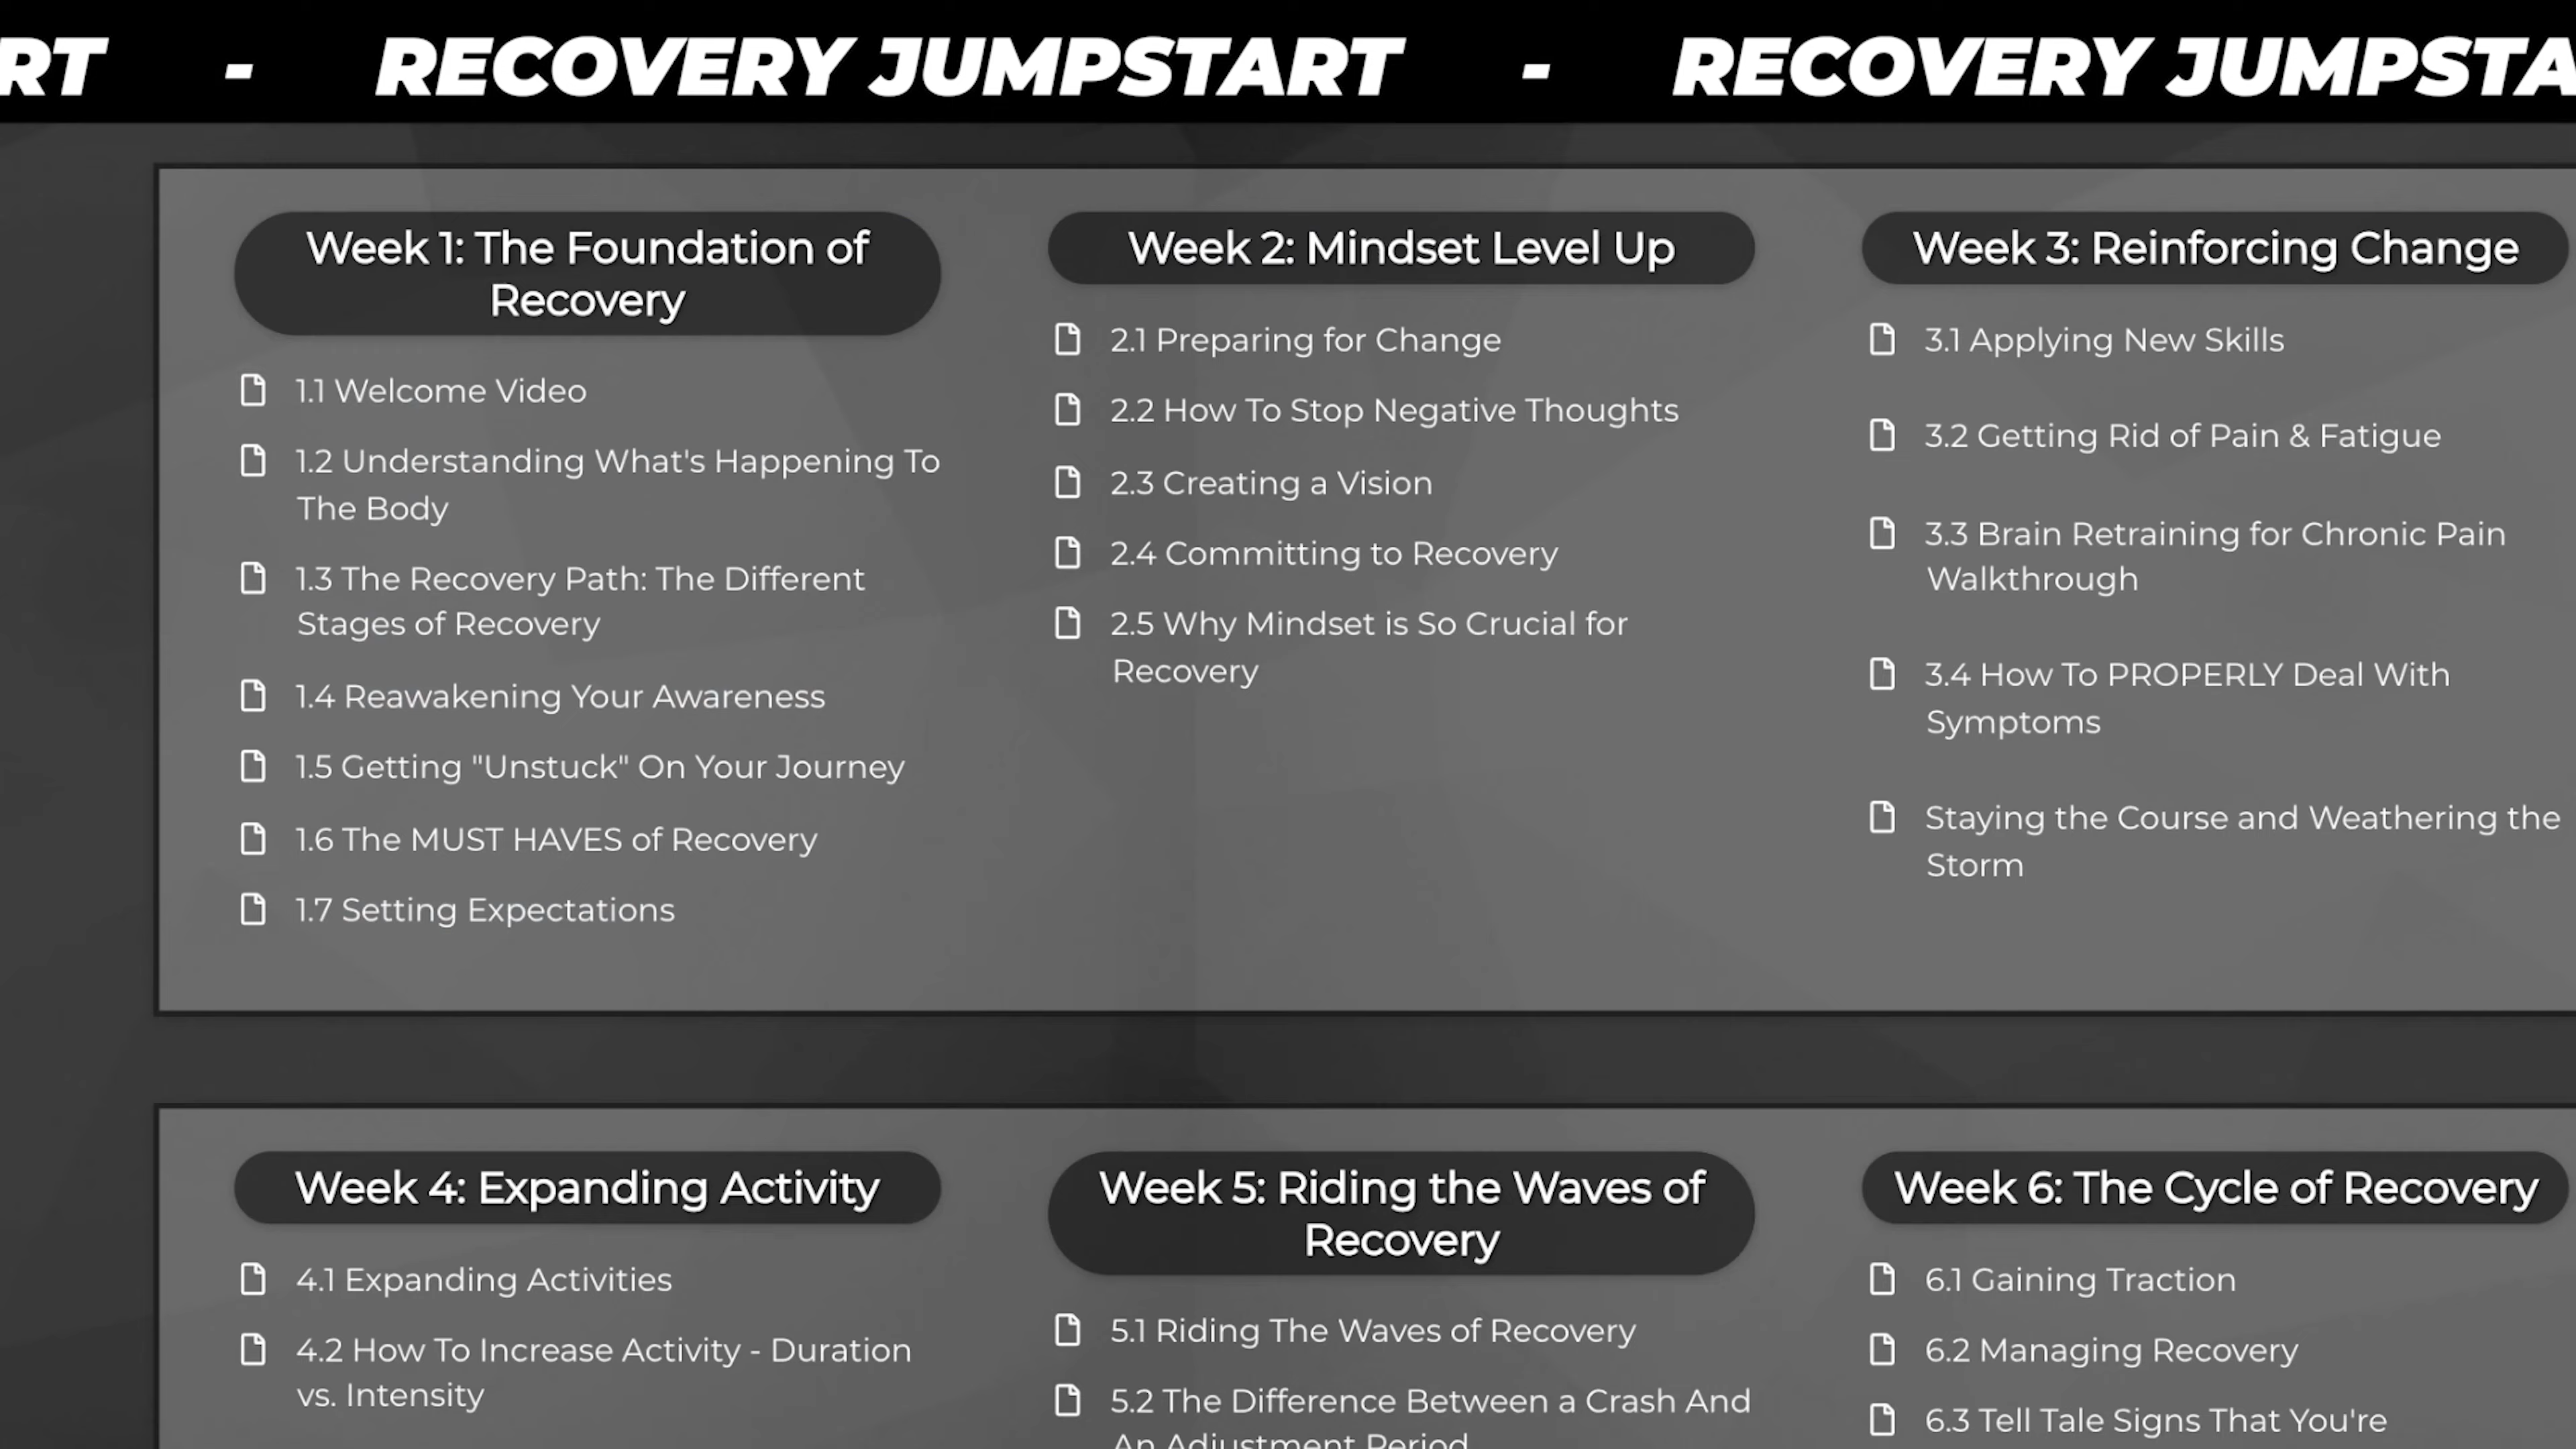 RT - RECOVERY JUMPSTART - RECOVERY JUMPSTA
Week 1: The Foundation of
Recovery
1.1 Welcome Video
1.2 Understanding What's Happening To
The Body
1.3 The Recovery Path: The Different
Stages of Recovery
1.4 Reawakening Your Awareness
1.5 Getting "Unstuck" On Your Journey
1.6 The MUST HAVES of Recovery
1.7 Setting Expectations
Week 2: Mindset Level Up
2.1 Preparing for Change
2.2 How To Stop Negative Thoughts
2.3 Creating a Vision
2.4 Committing to Recovery
2.5 Why Mindset is So Crucial for
Recovery
Week 3: Reinforcing Change
3.1 Applying New Skills
3.2 Getting Rid of Pain & Fatigue
3.3 Brain Retraining for Chronic Pain
Walkthrough
3.4 How To PROPERLY Deal With
Symptoms
Staying the Course and Weathering the
Storm
Week 4: Expanding Activity
4.1 Expanding Activities
4.2 How To Increase Activity - Duration
vs. Intensity
Week 5: Riding the Waves of
Recovery
5.1 Riding The Waves of Recovery
5.2 The Difference Between a Crash And
An Adjustment Period
Week 6: The Cycle of Recovery
6.1 Gaining Traction
6.2 Managing Recovery
6.3 Tell Tale Signs That You're